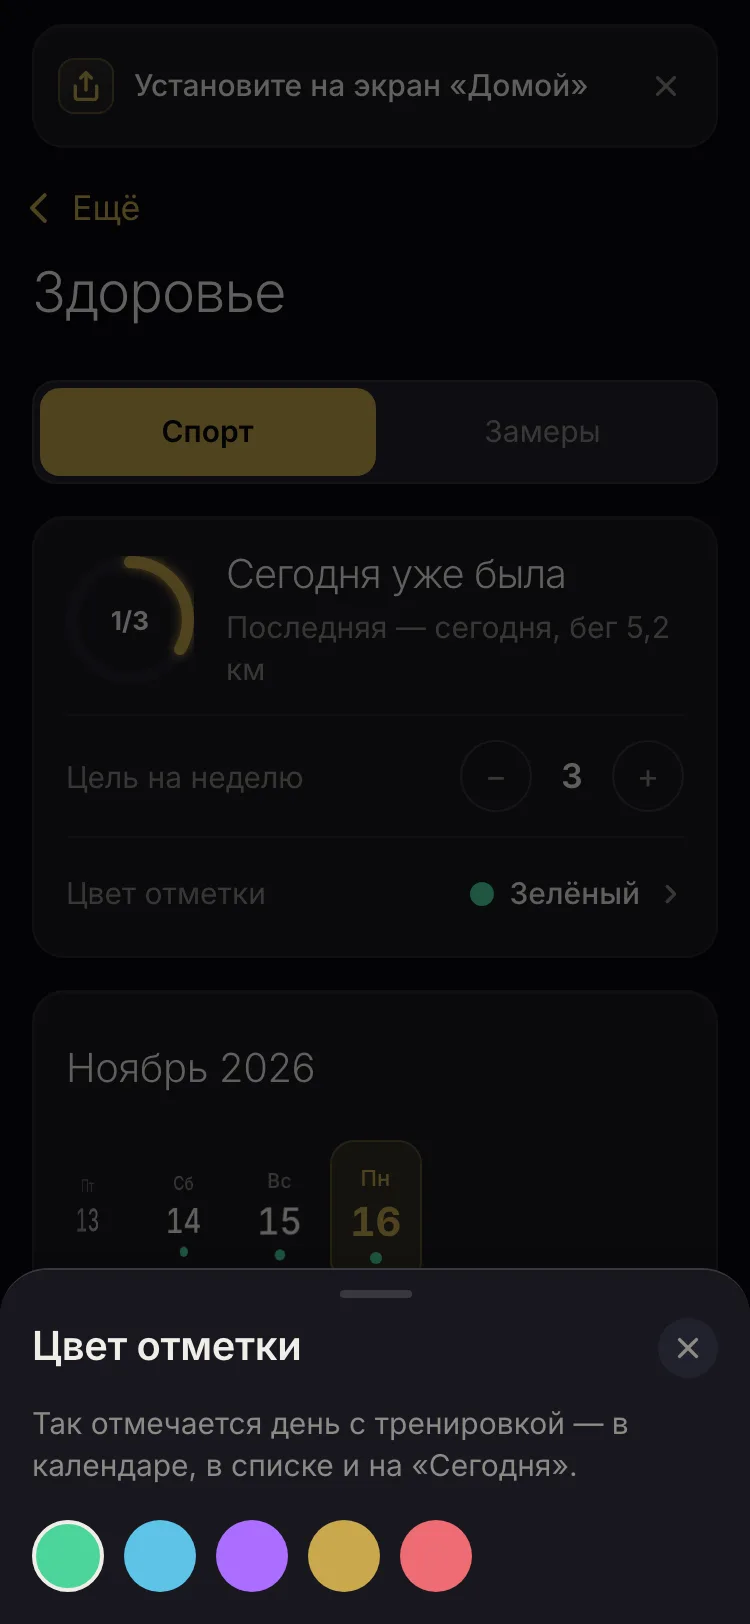 Установите на экран «Домой»
Ещё
Здоровье
Спорт
Замеры
1/3
Сегодня уже была
Последняя — сегодня, бег 5,2
км
Цель на неделю
− 3 +
Цвет отметки
Зелёный
Ноябрь 2026
Пт Сб Вс Пн
13 14 15 16
Цвет отметки
Так отмечается день с тренировкой — в
календаре, в списке и на «Сегодня».